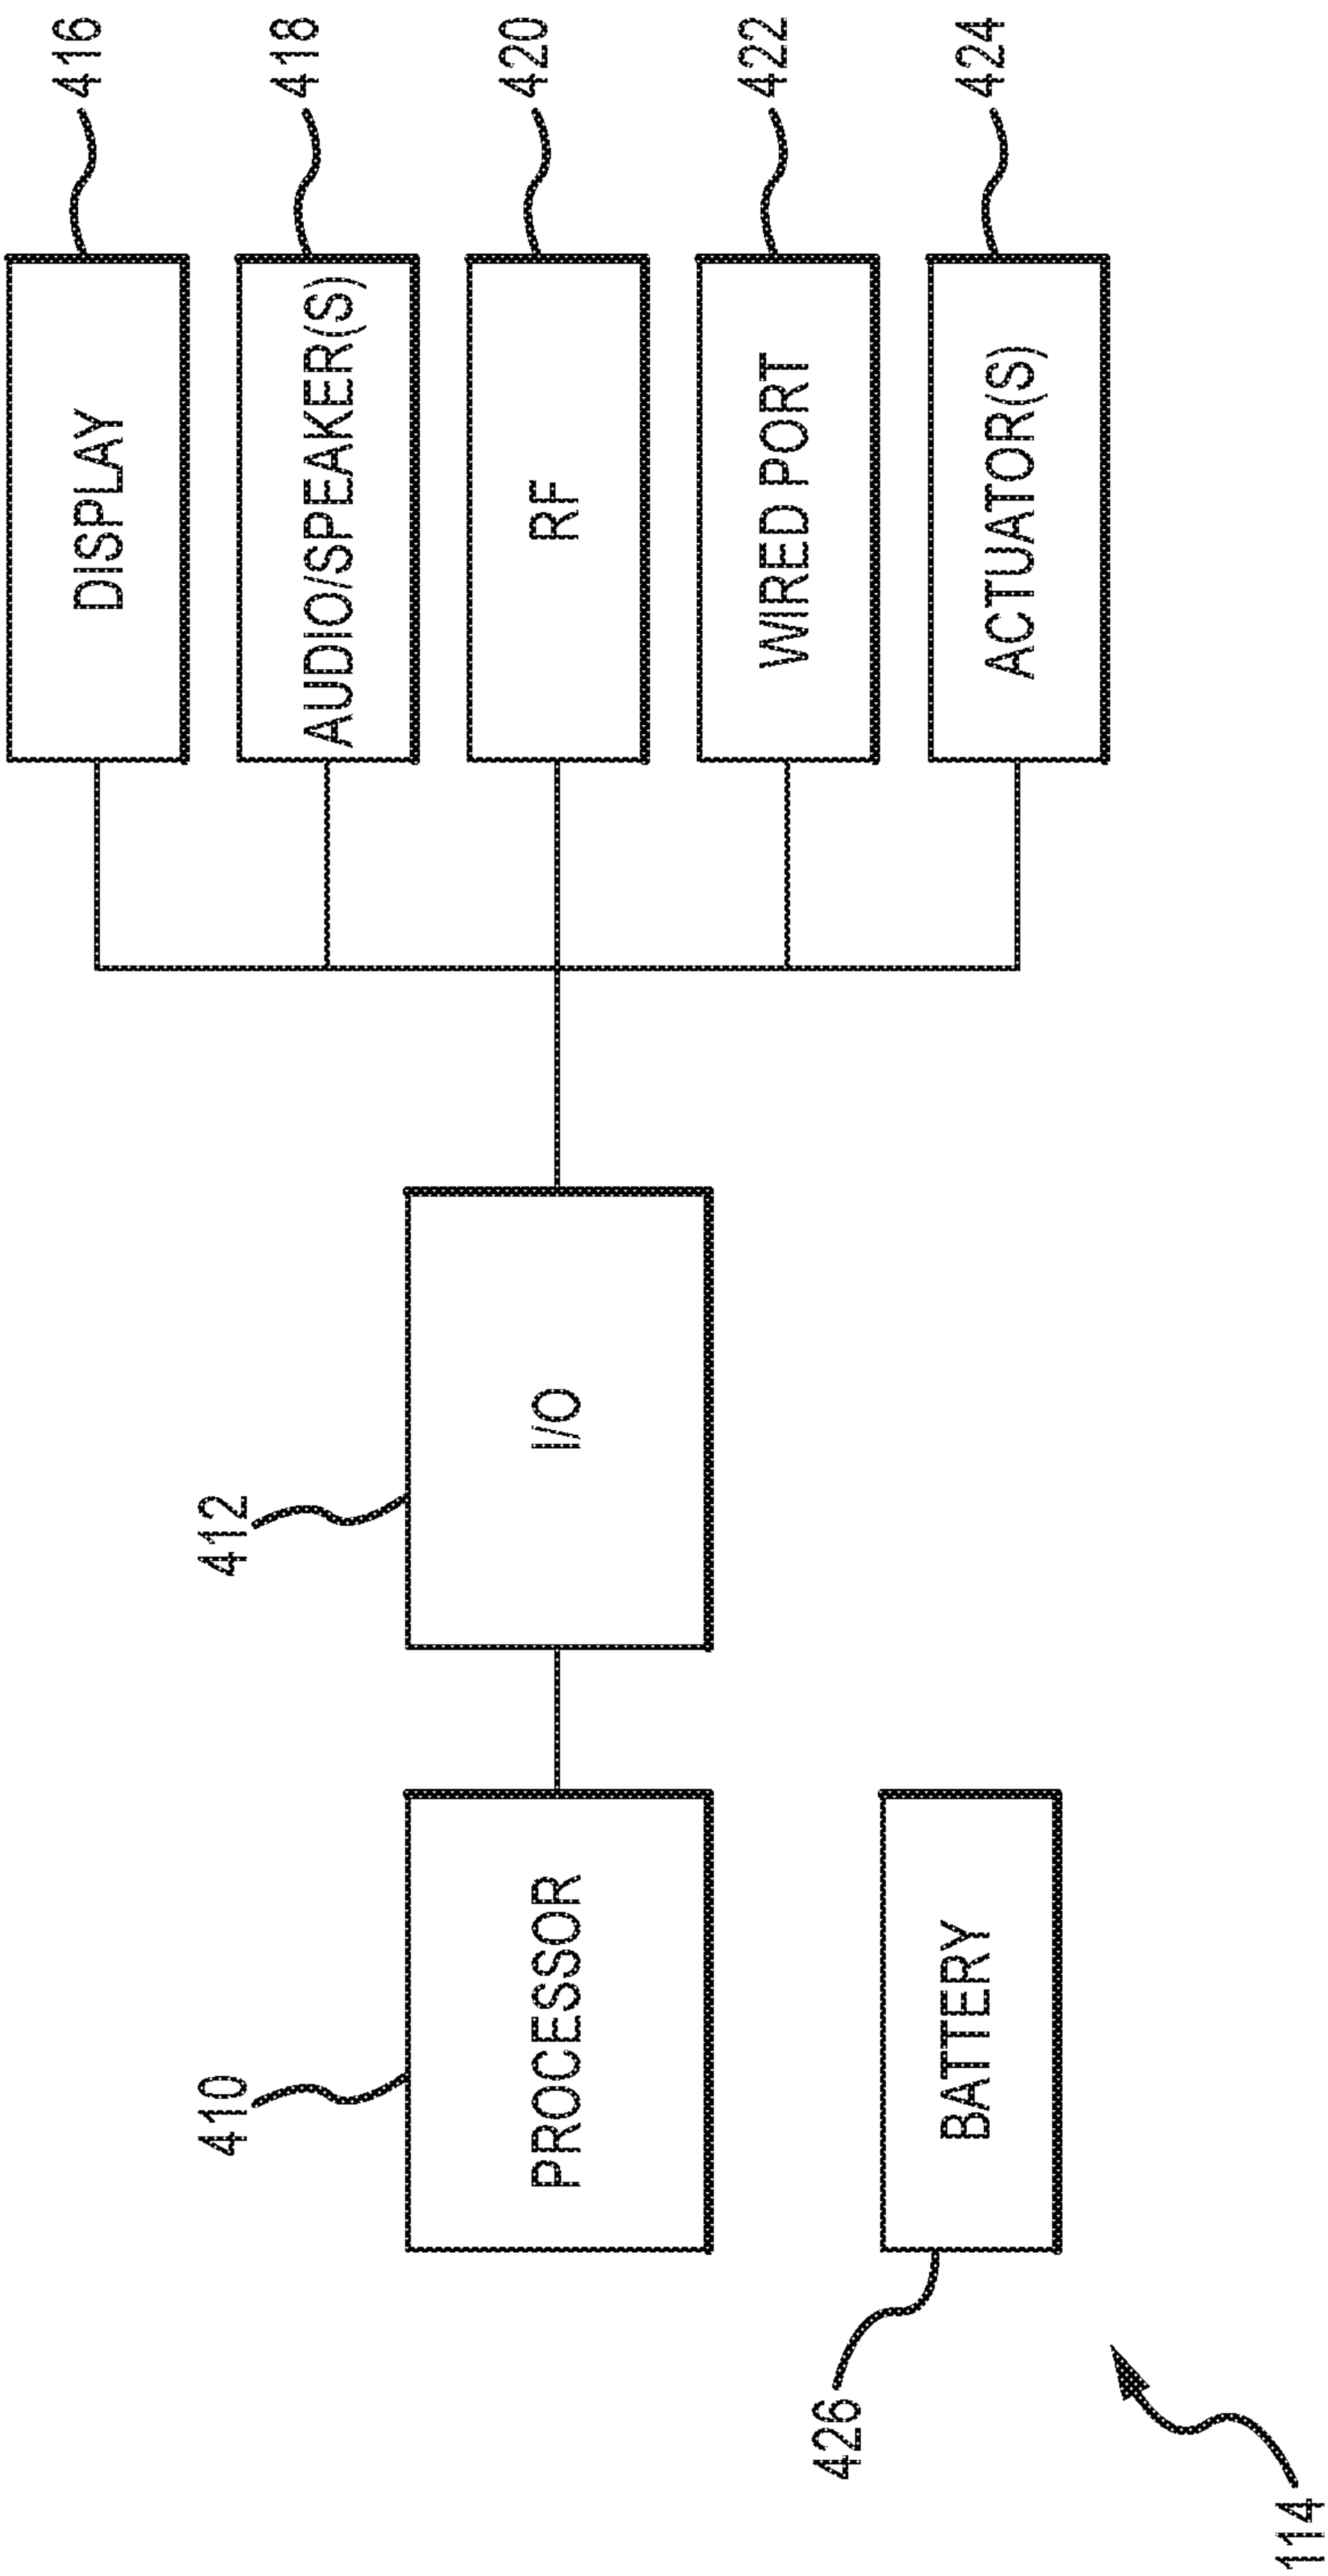 416
DISPLAY
418
AUDIO/SPEAKER(S)
420
RF
422
WIRED PORT
424
ACTUATOR(S)
412
I/O
410
PROCESSOR
426
BATTERY
114